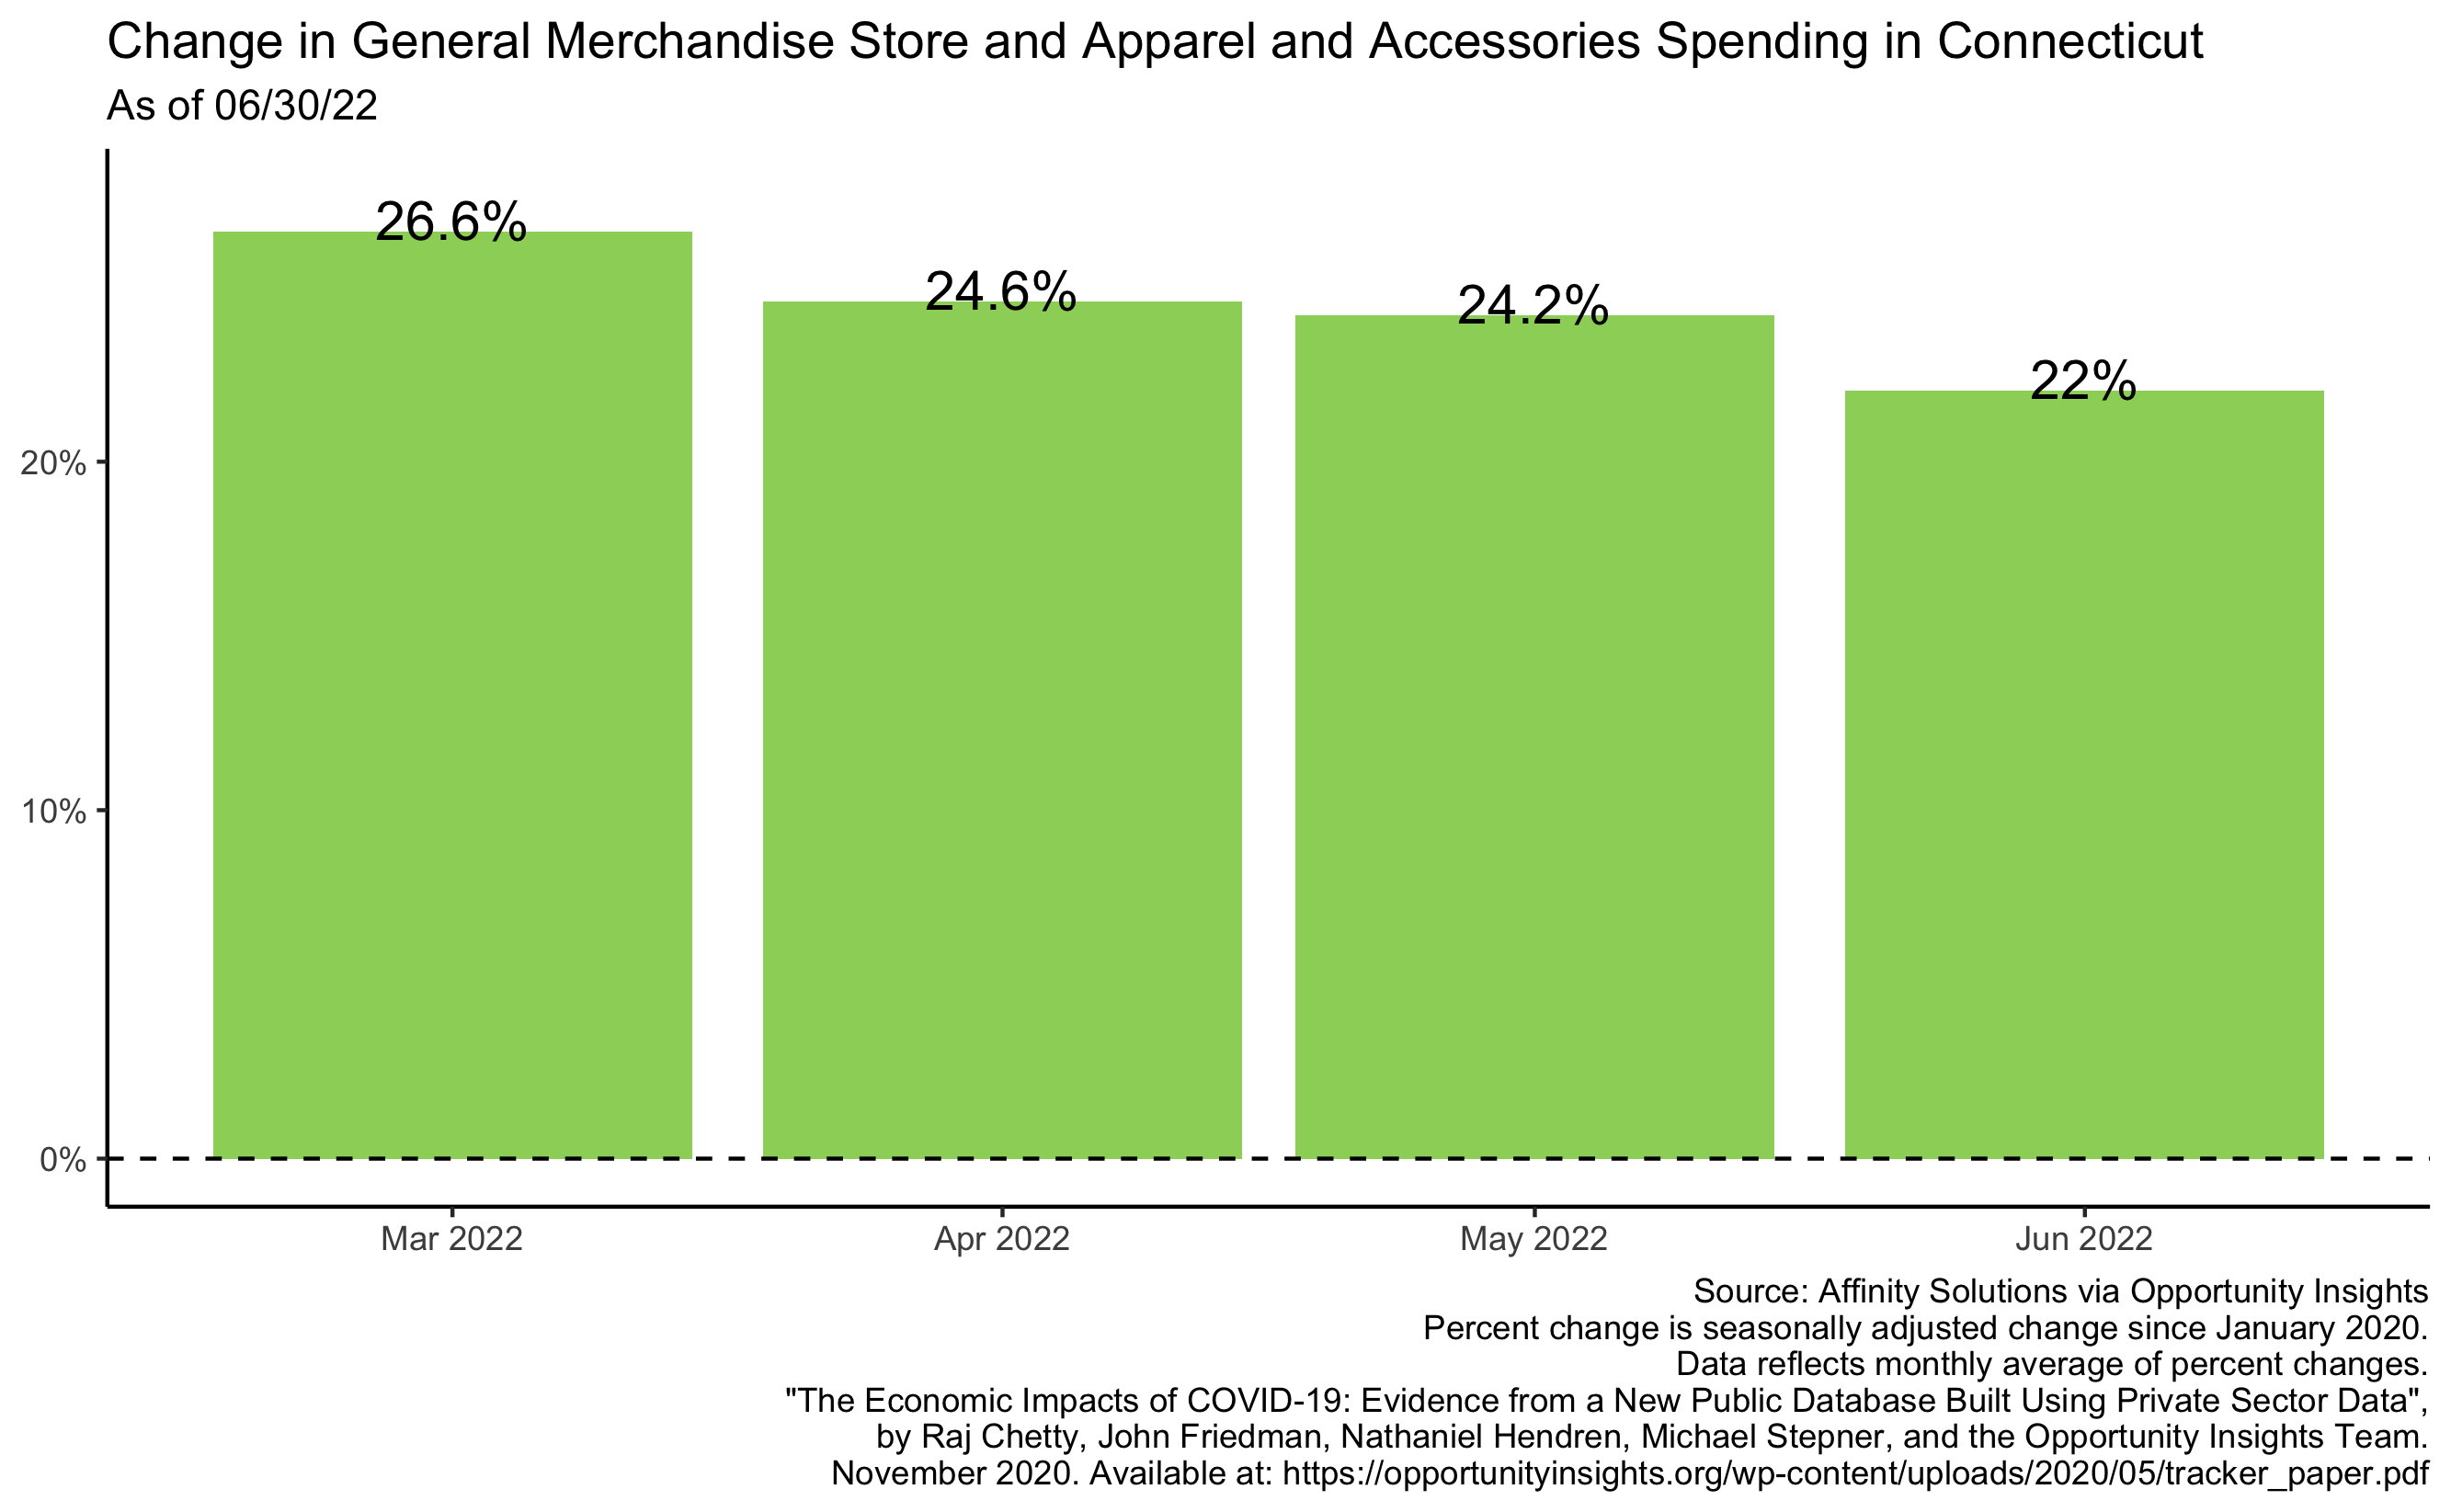 Change in General Merchandise Store and Apparel and Accessories Spending in Connecticut
As of 06/30/22
26.6%
24.6%
24.2%
22%
20%
10%
0%
Mar 2022
Apr 2022
May 2022
Jun 2022
Source: Affinity Solutions via Opportunity Insights
Percent change is seasonally adjusted change since January 2020.
Data reflects monthly average of percent changes.
"The Economic Impacts of COVID-19: Evidence from a New Public Database Built Using Private Sector Data",
by Raj Chetty, John Friedman, Nathaniel Hendren, Michael Stepner, and the Opportunity Insights Team.
November 2020. Available at: https://opportunityinsights.org/wp-content/uploads/2020/05/tracker_paper.pdf